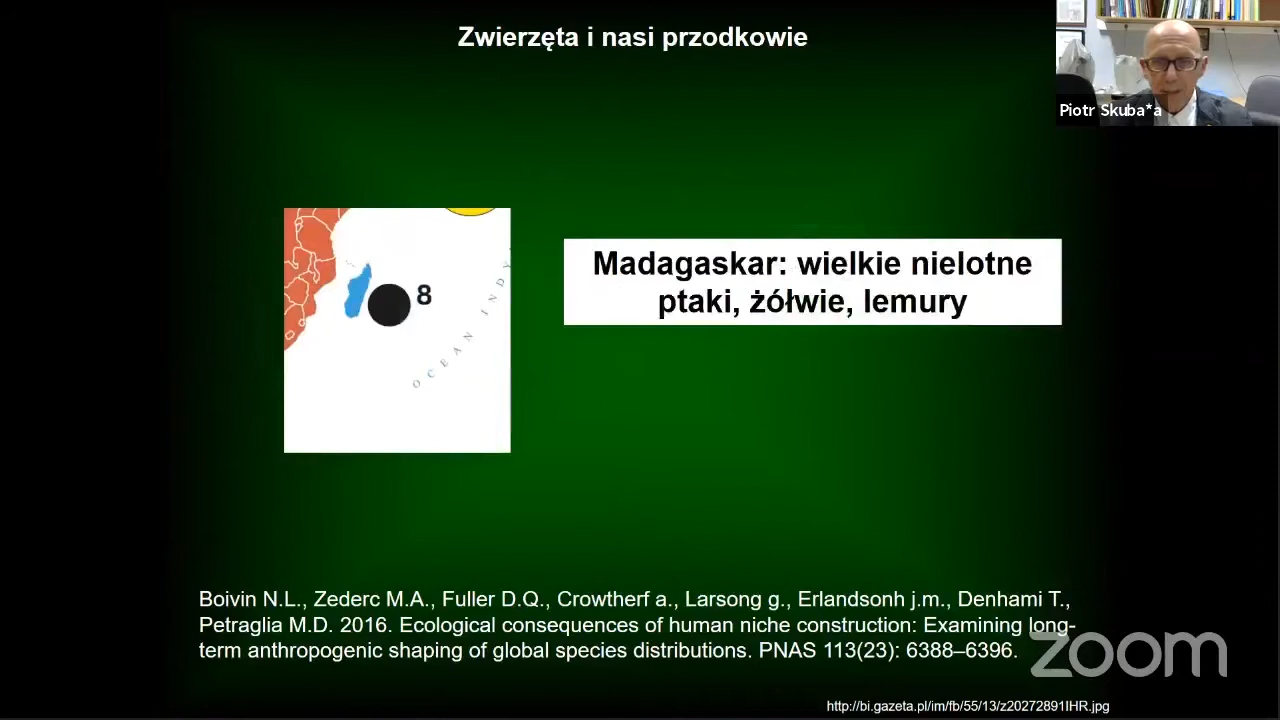 Zwierzęta i nasi przodkowie
Piotr Skuba*a
8
OCEAN INDY
Madagaskar: wielkie nielotne
ptaki, żółwie, lemury
Boivin N.L., Zederc M.A., Fuller D.Q., Crowtherf a., Larsong g., Erlandsonh j.m., Denhami T.,
Petraglia M.D. 2016. Ecological consequences of human niche construction: Examining long-
term anthropogenic shaping of global species distributions. PNAS 113(23): 6388–6396.
zoom
http://bi.gazeta.pl/im/fb/55/13/z20272891IHR.jpg